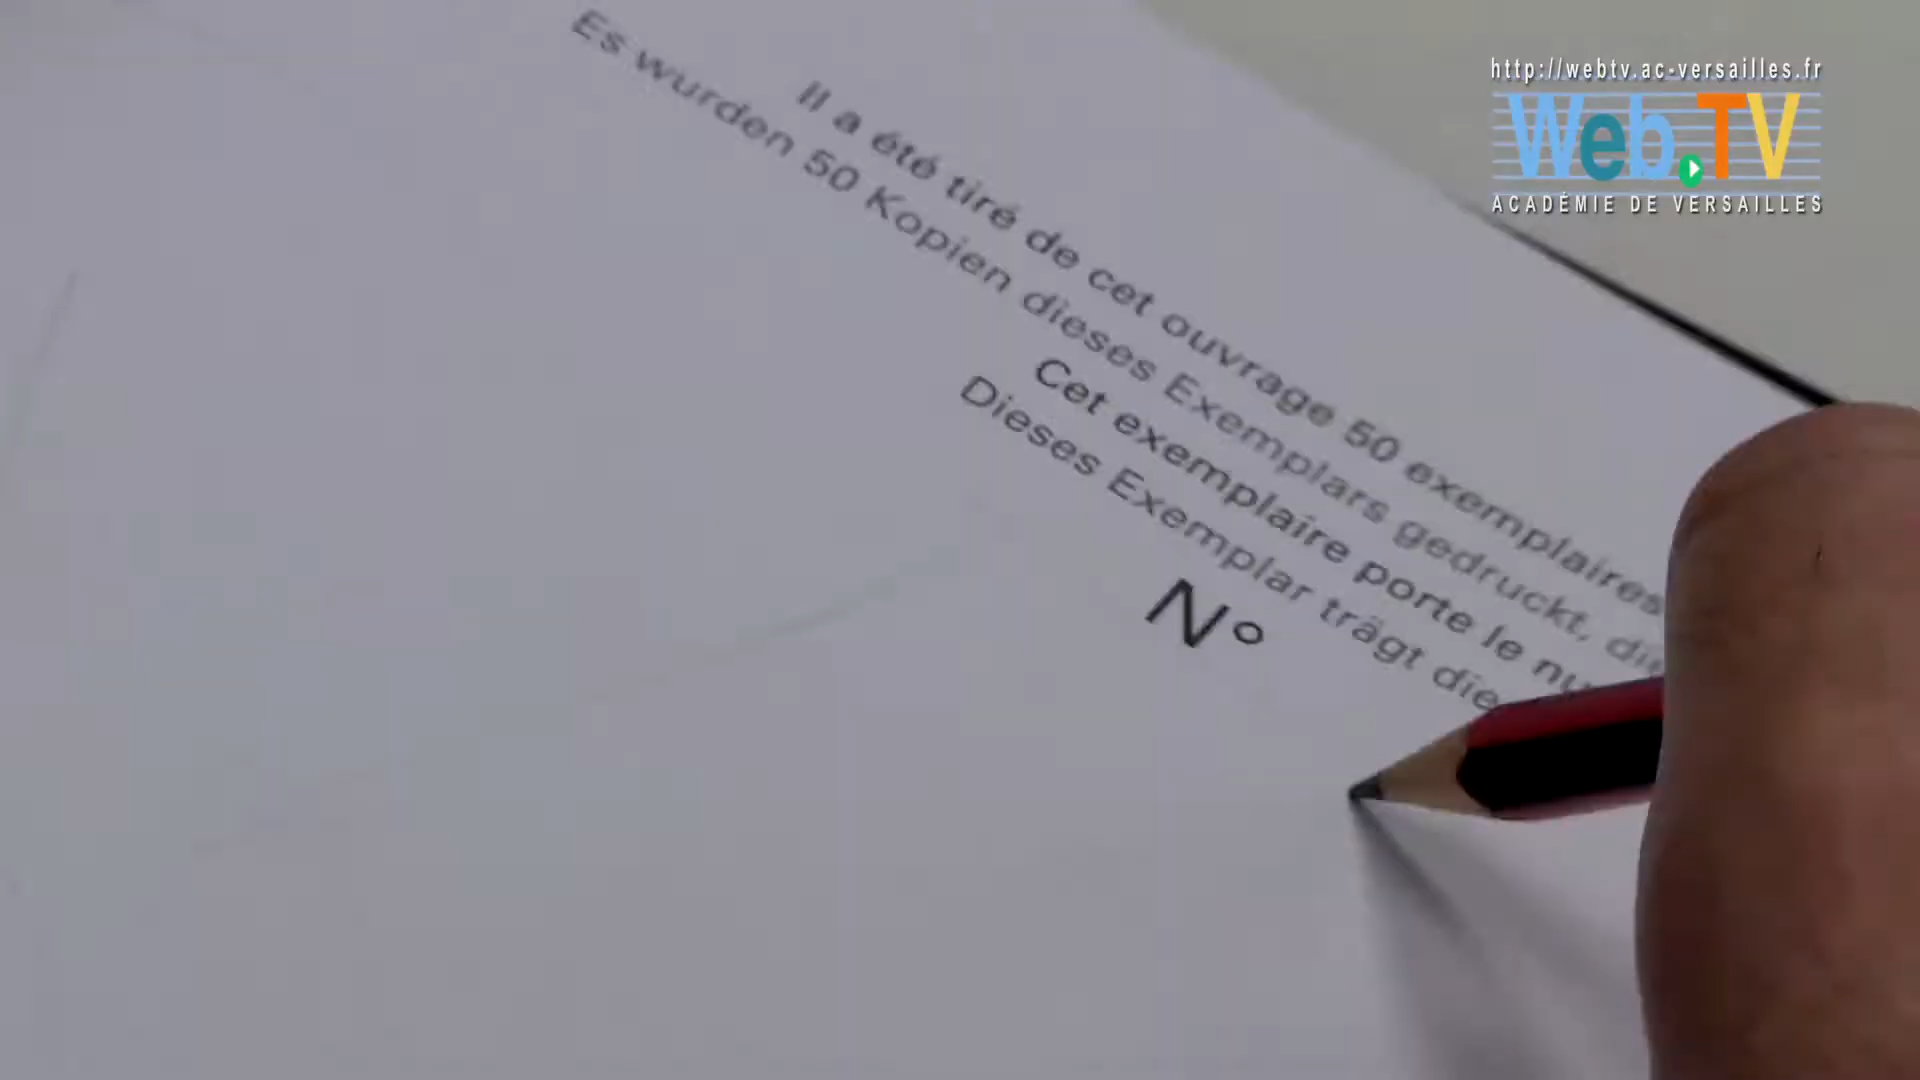 http://webtv.ac-versailles.fr
Web.TV
ACADÉMIE DE VERSAILLES
Il a été tiré de cet ouvrage 50 exemplaires
Es wurden 50 Kopien dieses Exemplars gedruckt,
Cet exemplaire porte le
Dieses Exemplar trägt die
N°